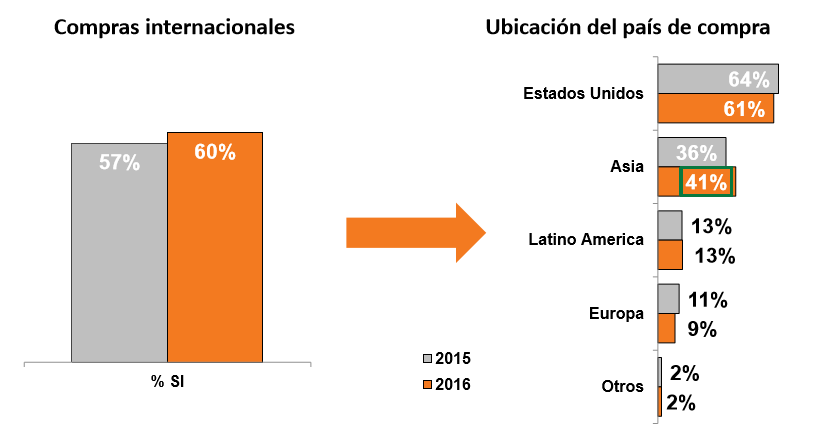 Compras internacionales
57%
60%
% SI
2015
2016
Ubicación del país de compra
Estados Unidos
64%
61%
Asia
36%
41%
Latino America
13%
13%
Europa
11%
9%
Otros
2%
2%